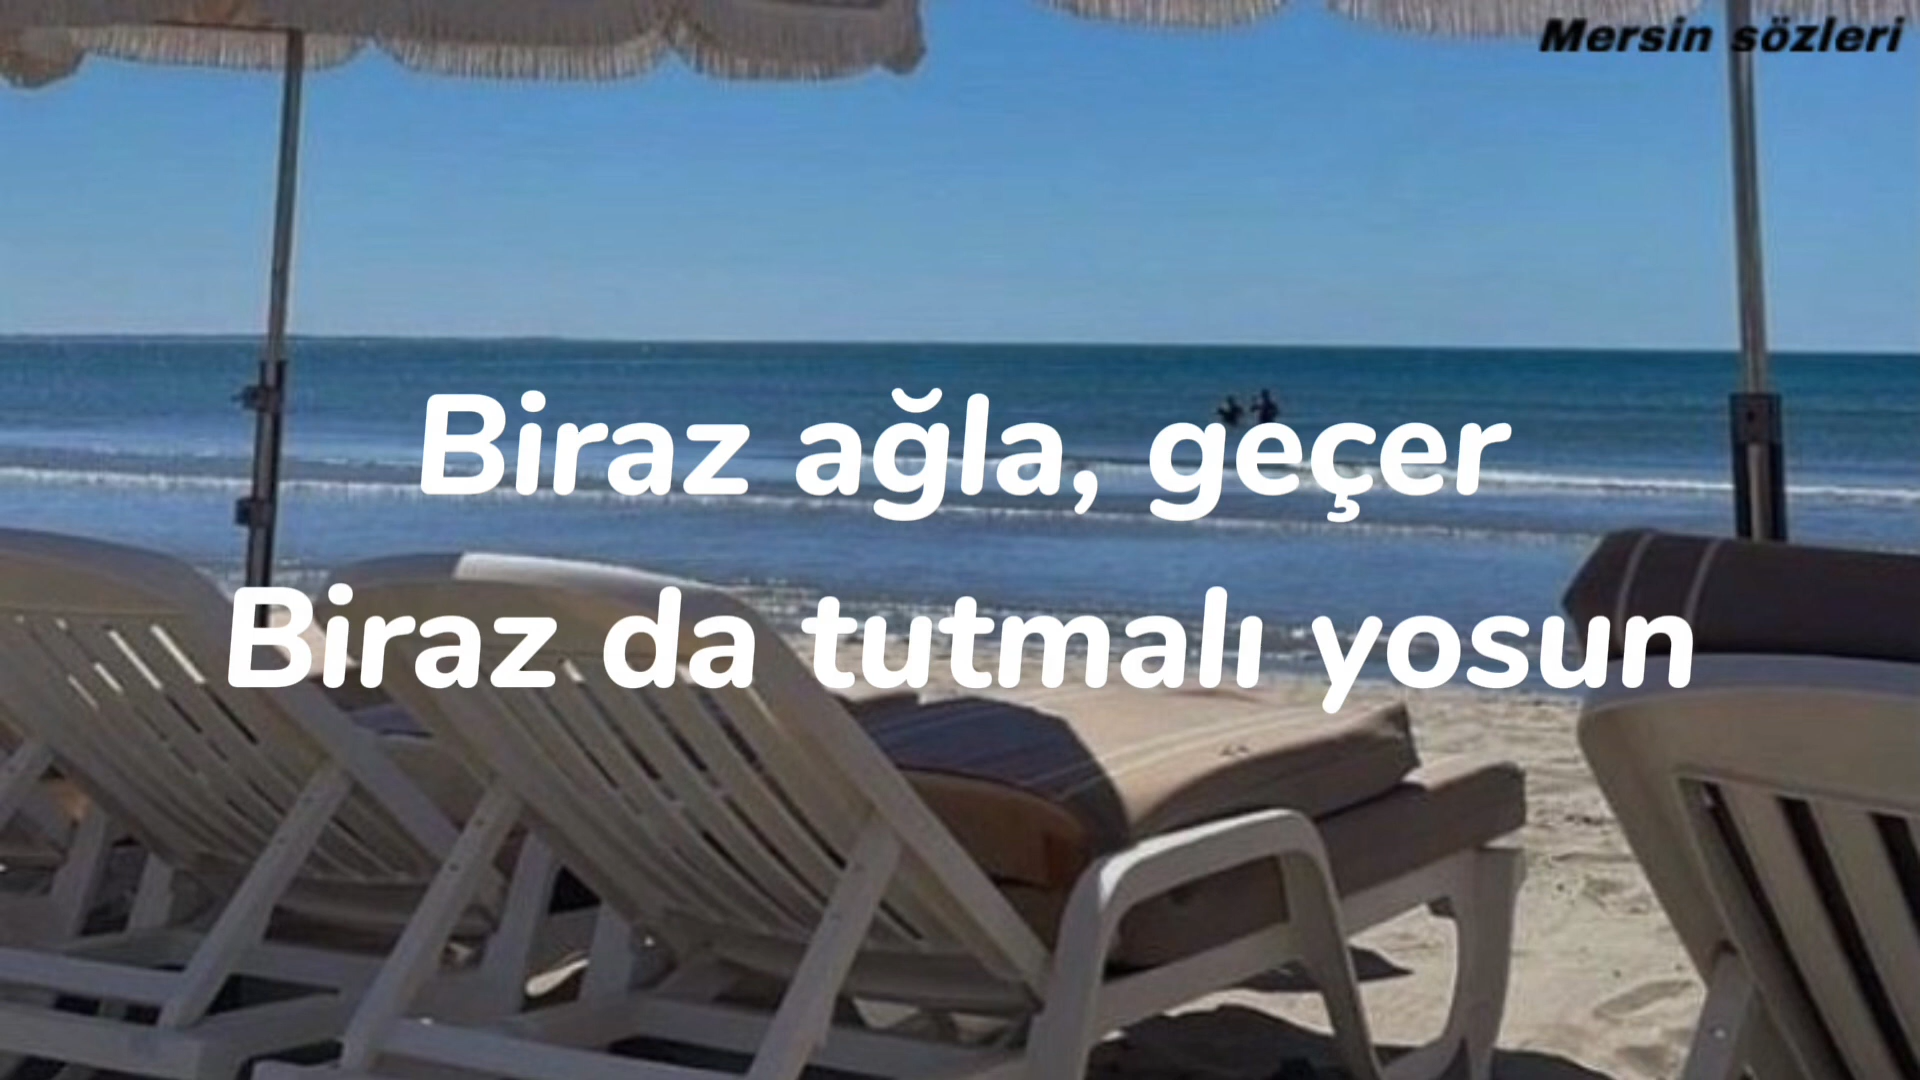 Mersin sözleri
Biraz ağla, geçer
Biraz da tutmalı yosun